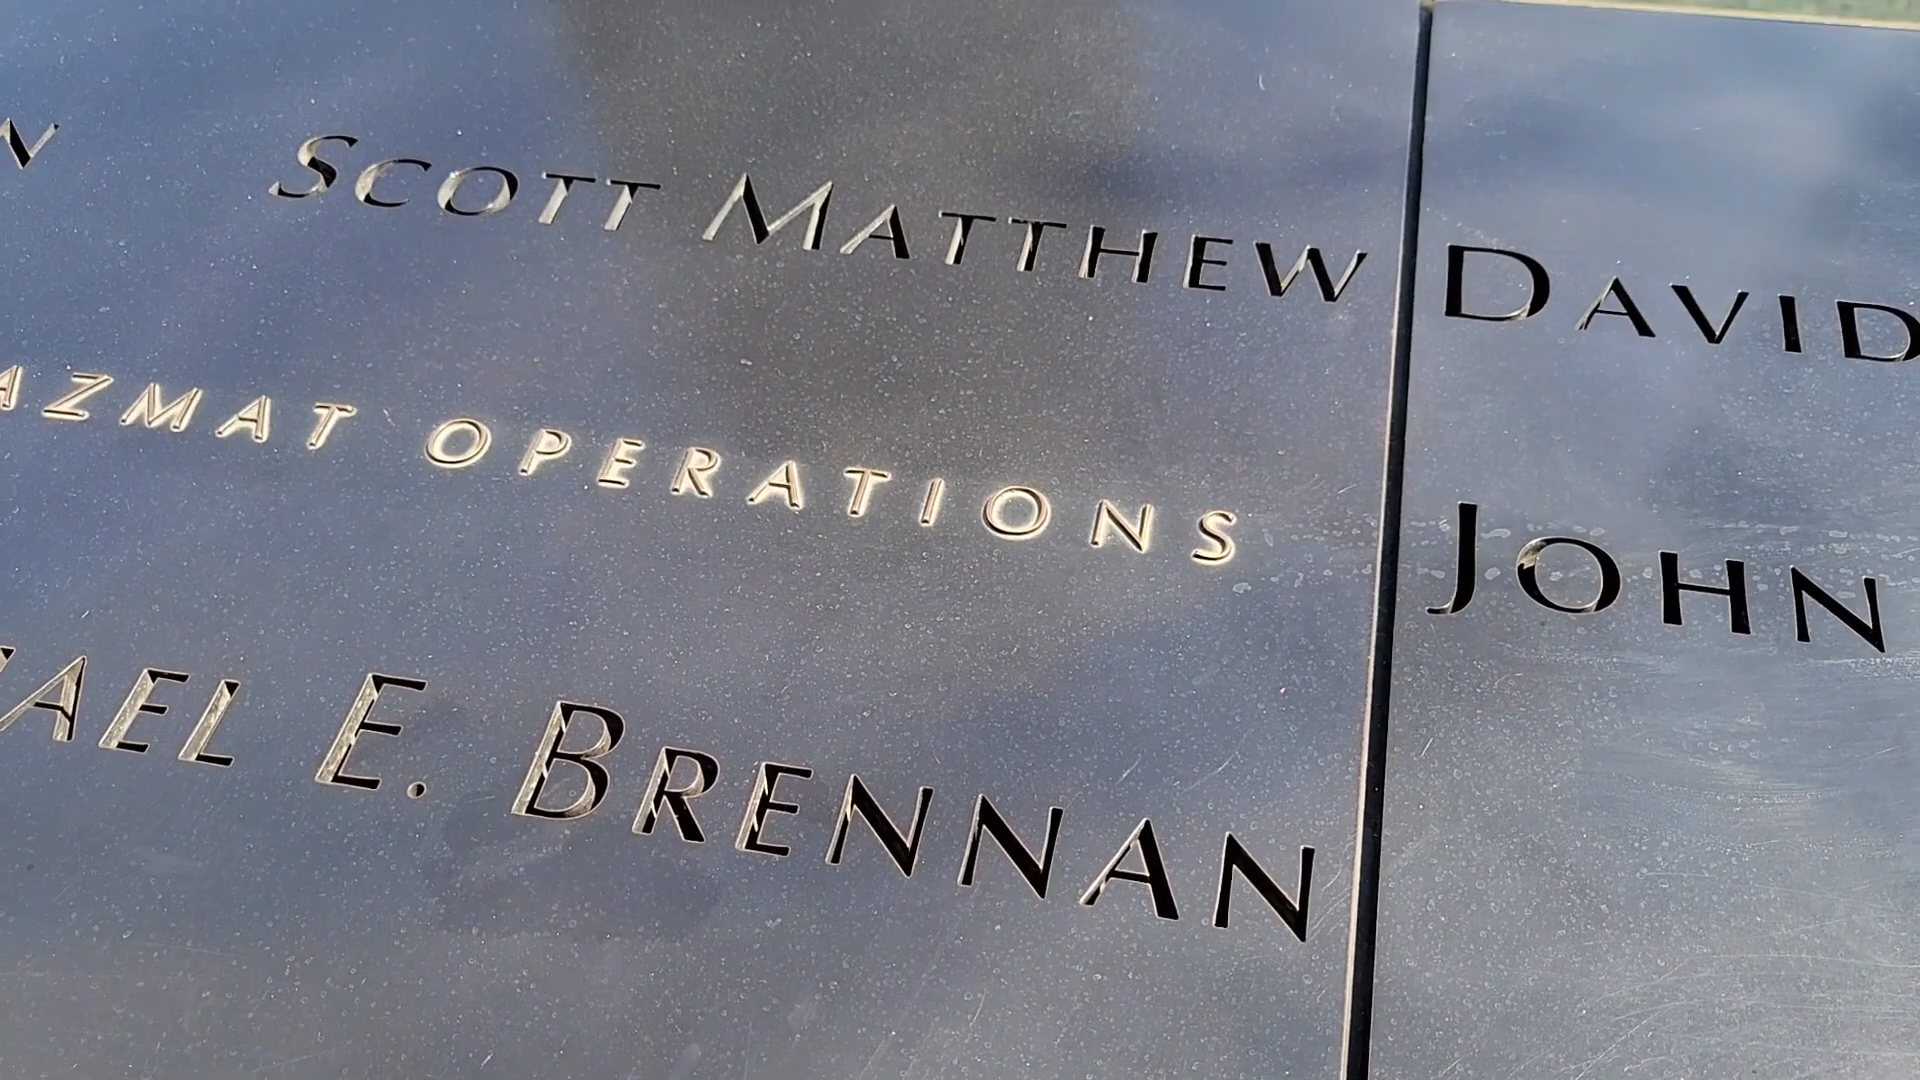 N SCOTT MATTHEW DAVID
AZMAT OPERATIONS
JOHN
AEL E. BRENNAN